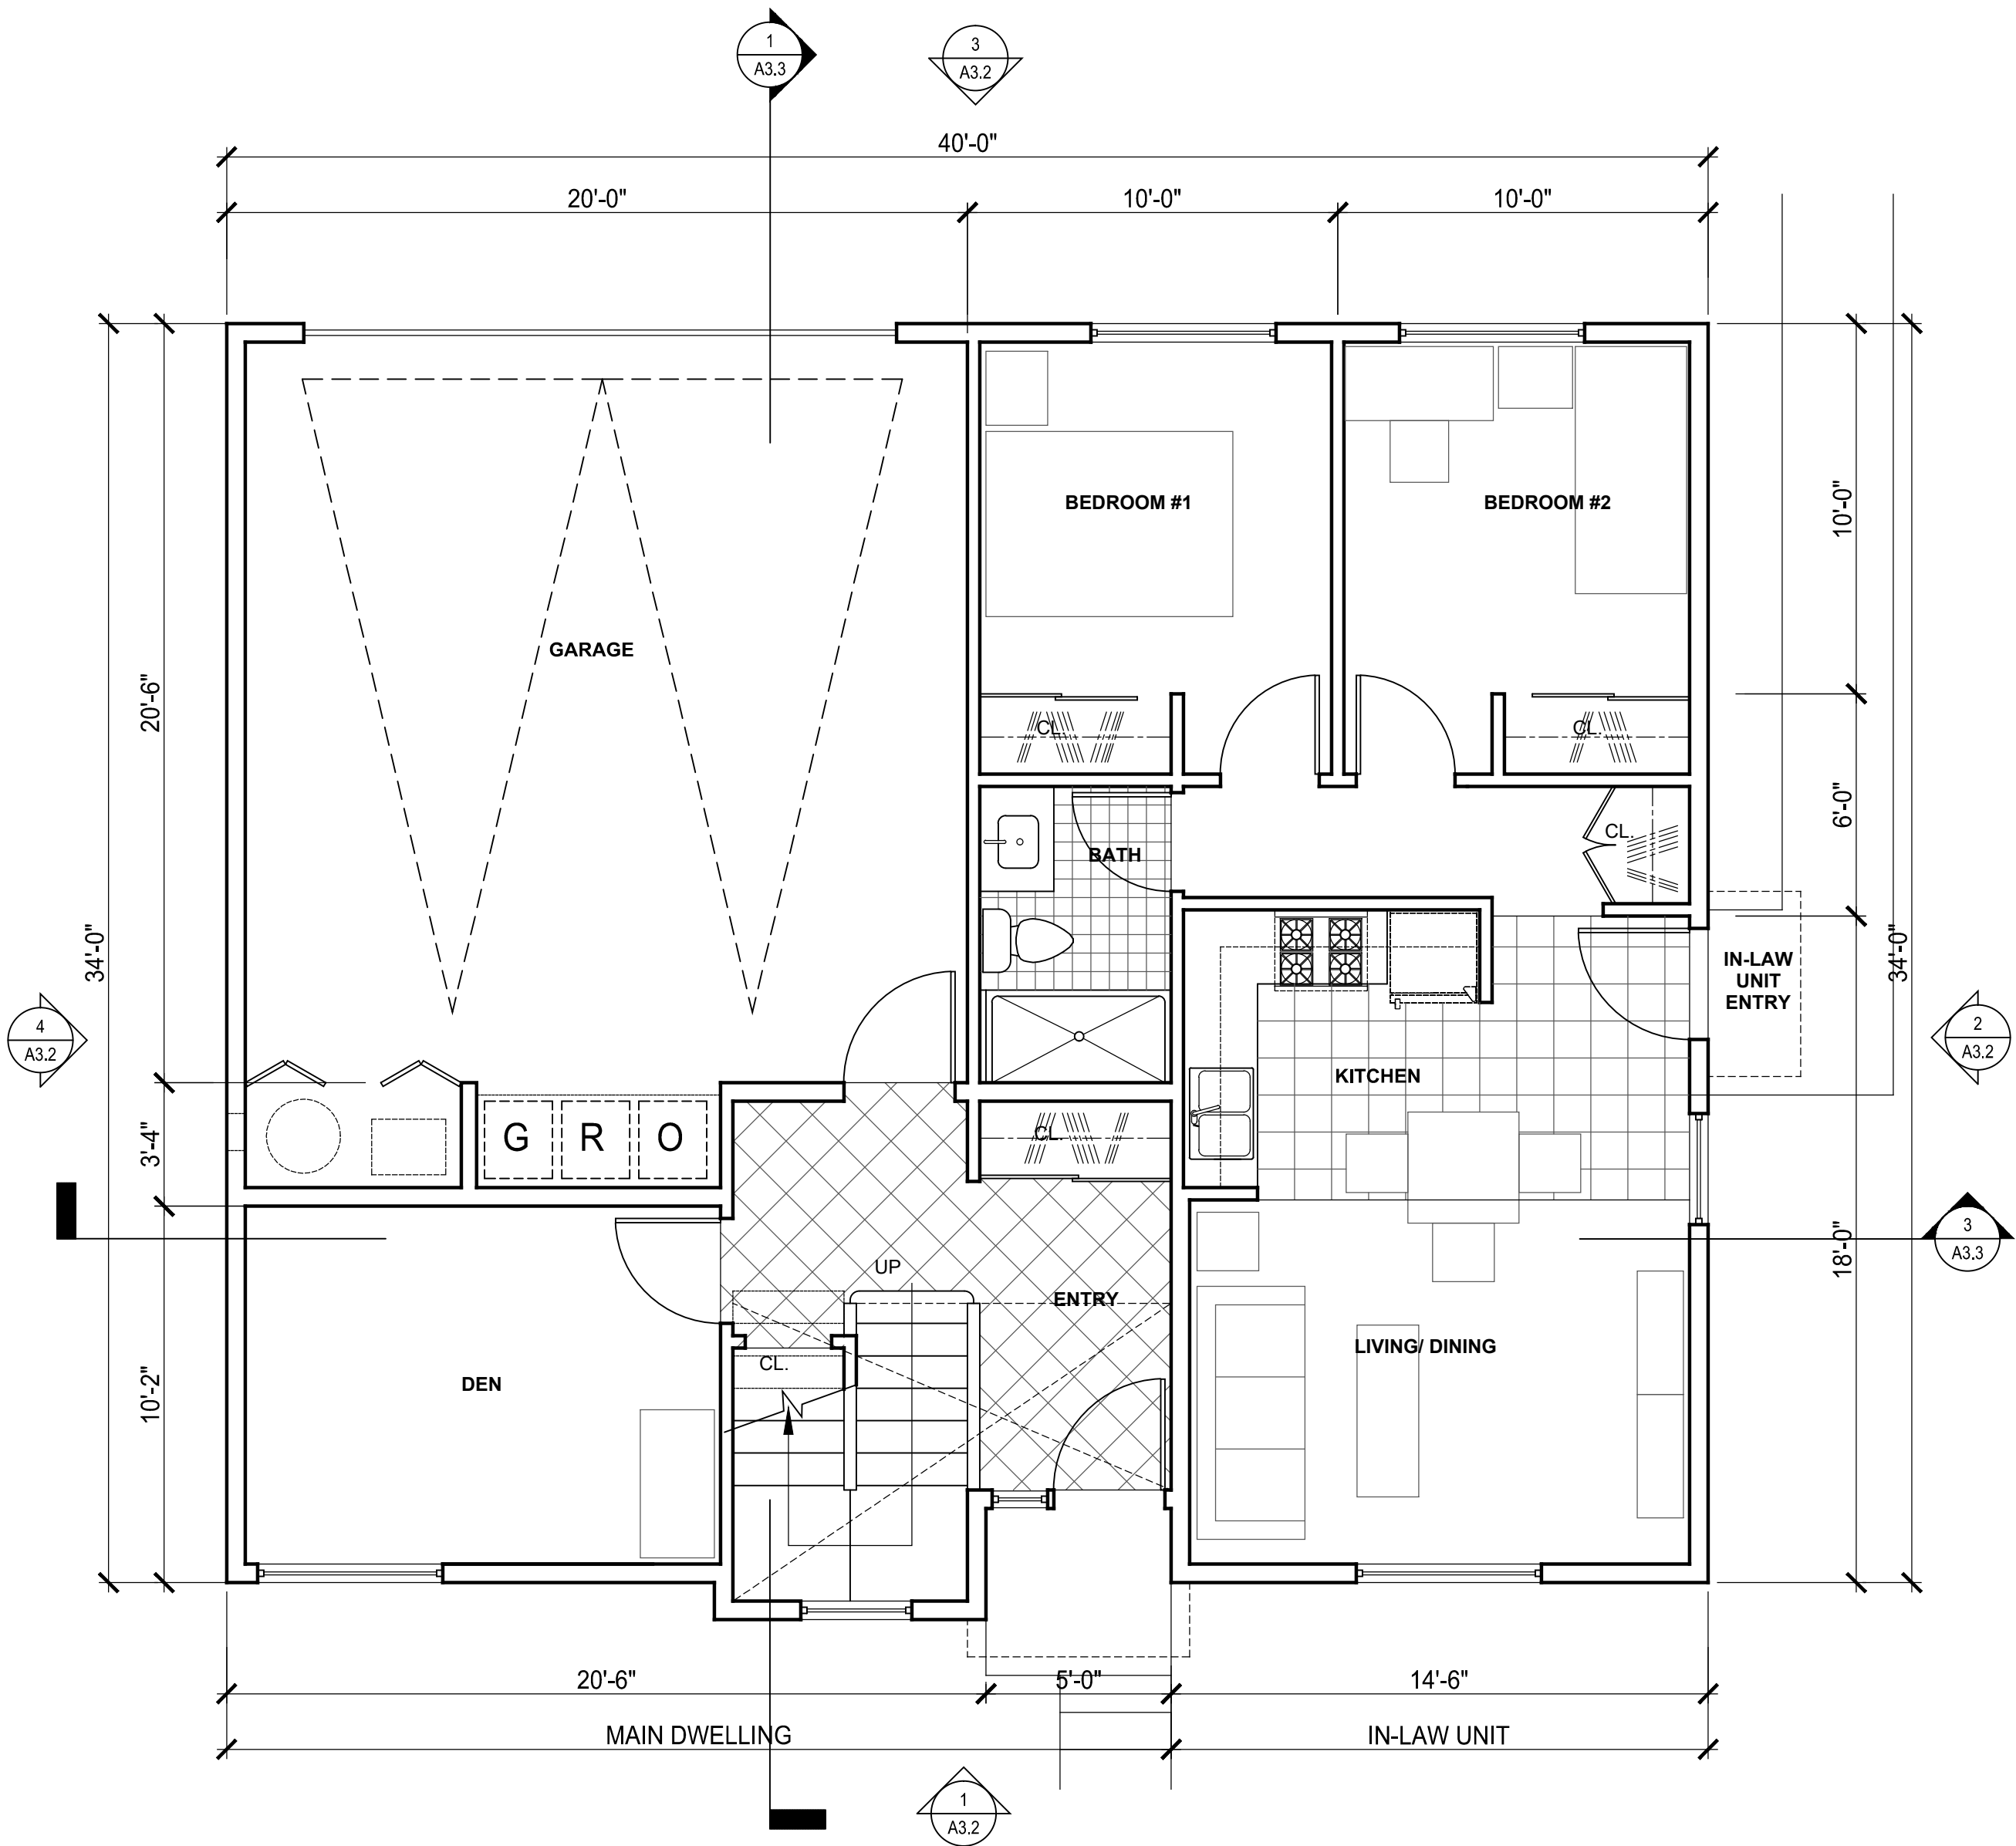 1
A3.3
3
A3.2
40'-0"
20'-0"
10'-0"
10'-0"
BEDROOM #1
BEDROOM #2
10'-0"
GARAGE
20'-6"
CL.
CL.
6'-0"
CL.
BATH
34'-0"
34'-0"
IN-LAW
UNIT
ENTRY
4
A3.2
2
A3.2
KITCHEN
3'-4"
G R O
CL.
3
A3.3
18'-0"
UP
ENTRY
LIVING/ DINING
CL.
DEN
10'-2"
20'-6"
5'-0"
14'-6"
MAIN DWELLING
IN-LAW UNIT
1
A3.2